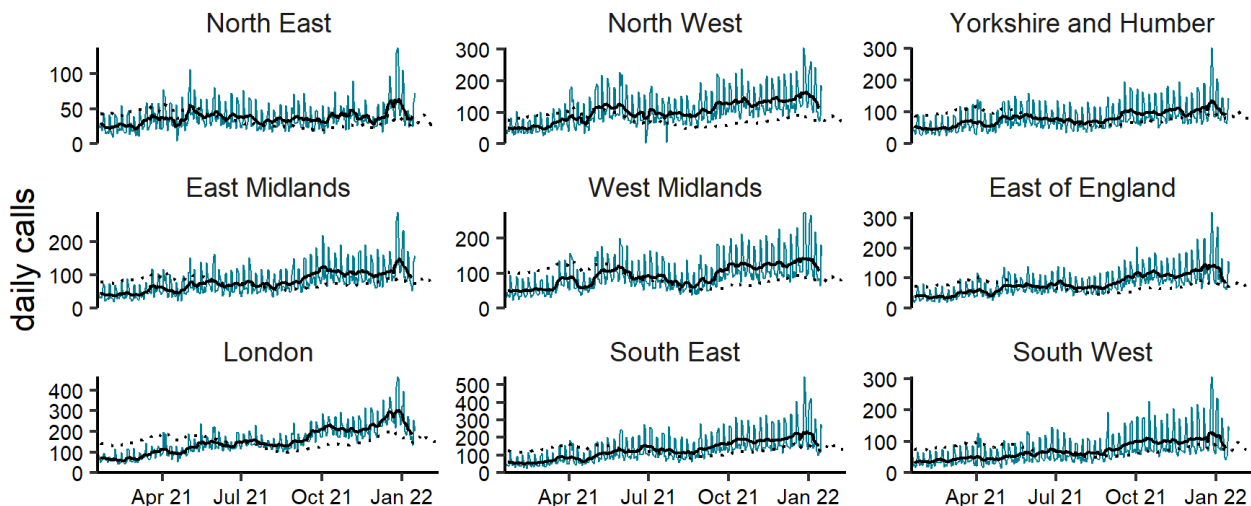 North East
North West
Yorkshire and Humber
100
50
0
300
200
100
0
300
200
100
0
East Midlands
West Midlands
East of England
daily calls
200
100
0
200
100
0
300
200
100
0
London
South East
South West
400
300
200
100
0
500
400
300
200
100
0
300
200
100
0
Apr 21 Jul 21 Oct 21 Jan 22
Apr 21 Jul 21 Oct 21 Jan 22
Apr 21 Jul 21 Oct 21 Jan 22